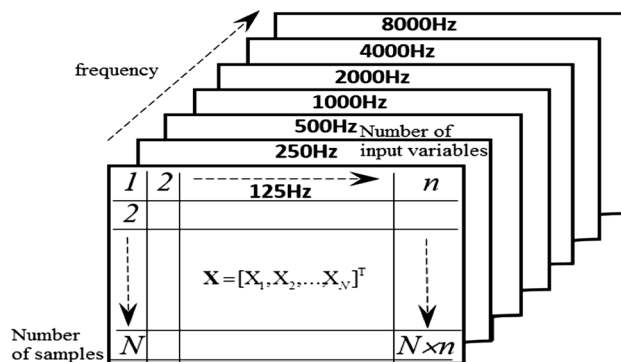 8000Hz
4000Hz
frequency
2000Hz
1000Hz
500Hz
Number of
250Hz
input variables
1 2 n
125Hz
2
X=[X₁,X₂,...,X_N]ᵀ
Number
of samples
N N×n